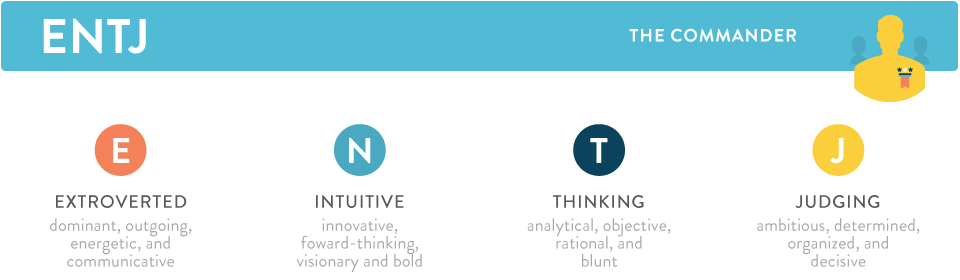 ENTJ
THE COMMANDER
E
EXTROVERTED
dominant, outgoing,
energetic, and
communicative
N
INTUITIVE
innovative,
foward-thinking,
visionary and bold
T
THINKING
analytical, objective,
rational, and
blunt
J
JUDGING
ambitious, determined,
organized, and
decisive